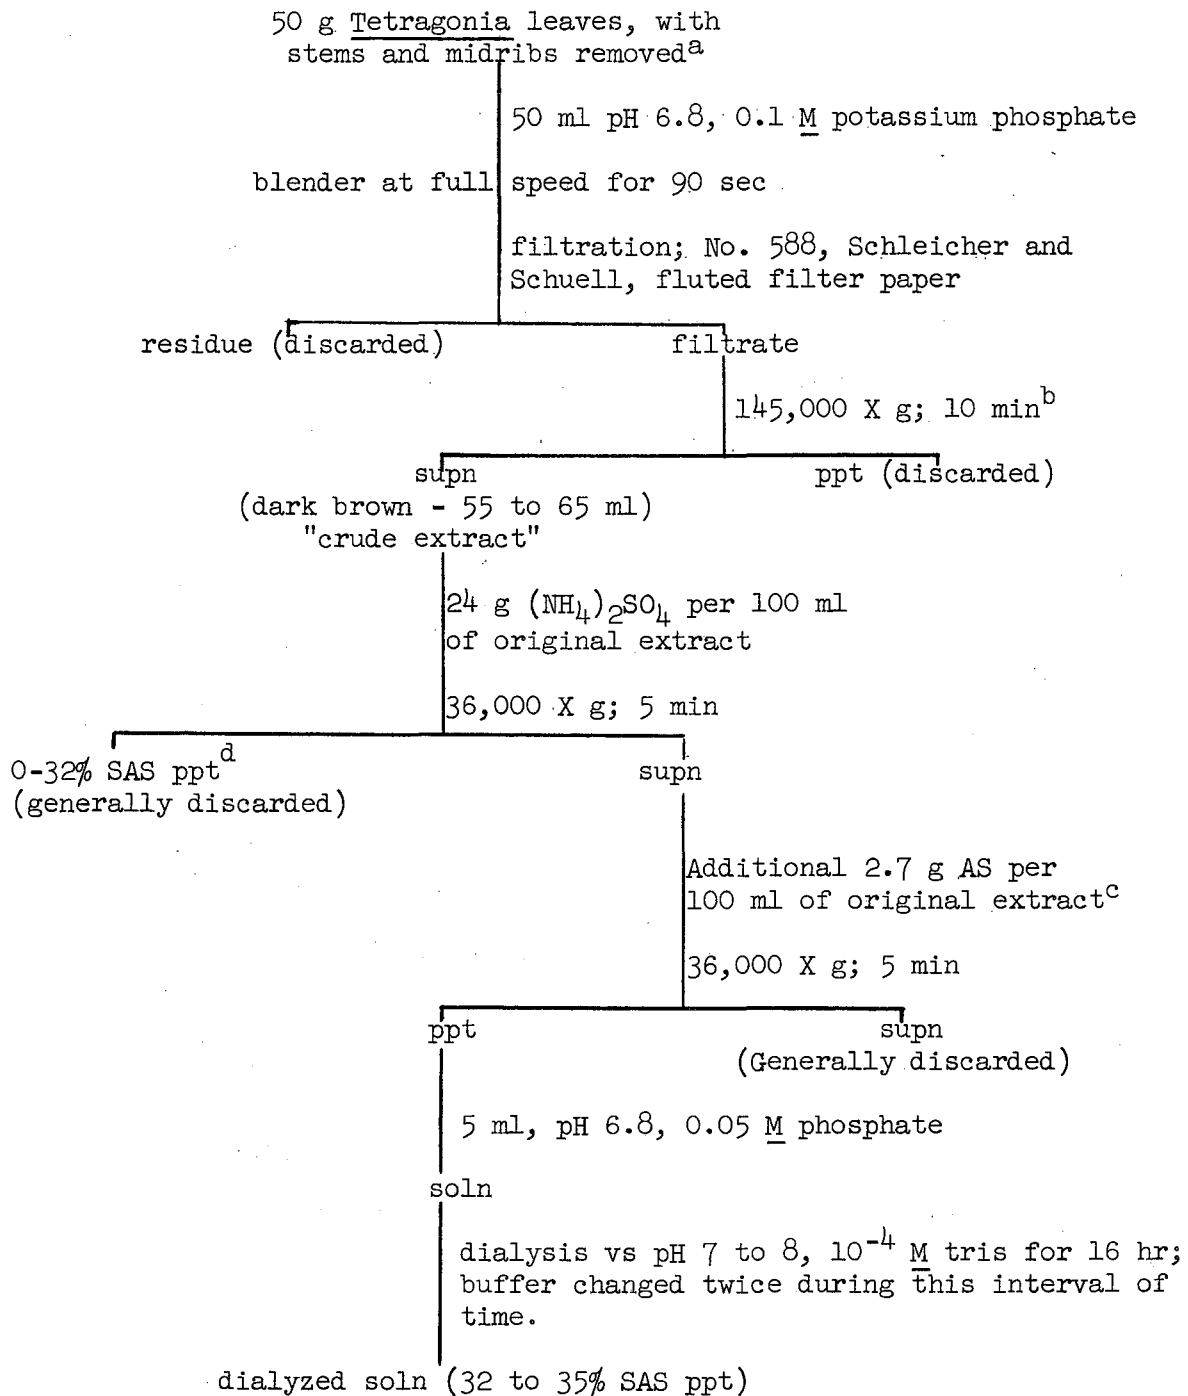 50 g Tetragonia leaves, with
stems and midribs removedᵃ
50 ml pH 6.8, 0.1 M potassium phosphate
blender at full speed for 90 sec
filtration; No. 588, Schleicher and
Schuell, fluted filter paper
residue (discarded)
filtrate
145,000 X g; 10 minᵇ
supn
(dark brown - 55 to 65 ml)
"crude extract"
ppt (discarded)
24 g (NH₄)₂SO₄ per 100 ml
of original extract
36,000 X g; 5 min
0-32% SAS pptᵈ
(generally discarded)
supn
Additional 2.7 g AS per
100 ml of original extractᶜ
36,000 X g; 5 min
ppt
supn
(Generally discarded)
5 ml, pH 6.8, 0.05 M phosphate
soln
dialysis vs pH 7 to 8, 10⁻⁴ M tris for 16 hr;
buffer changed twice during this interval of
time.
dialyzed soln (32 to 35% SAS ppt)